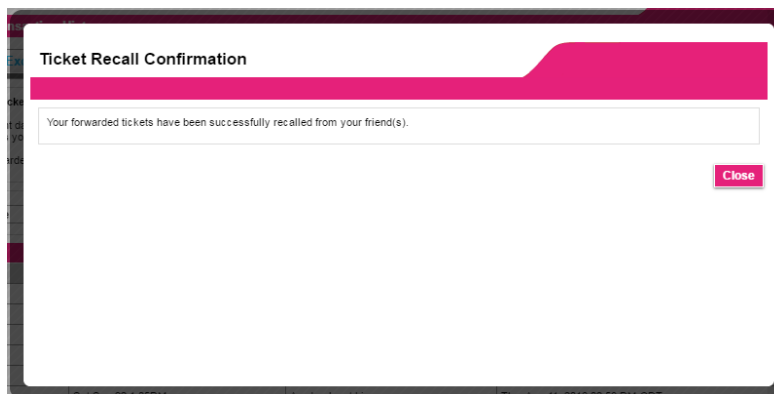 Ticket Recall Confirmation
Your forwarded tickets have been successfully recalled from your friend(s).
Close